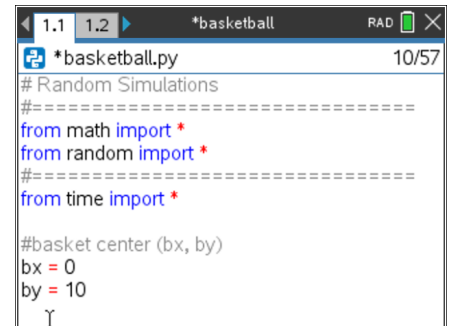 1.1 1.2 *basketball RAD
*basketball.py 10/57
# Random Simulations
#================================
from math import *
from random import *
#================================
from time import *
#basket center (bx, by)
bx = 0
by = 10